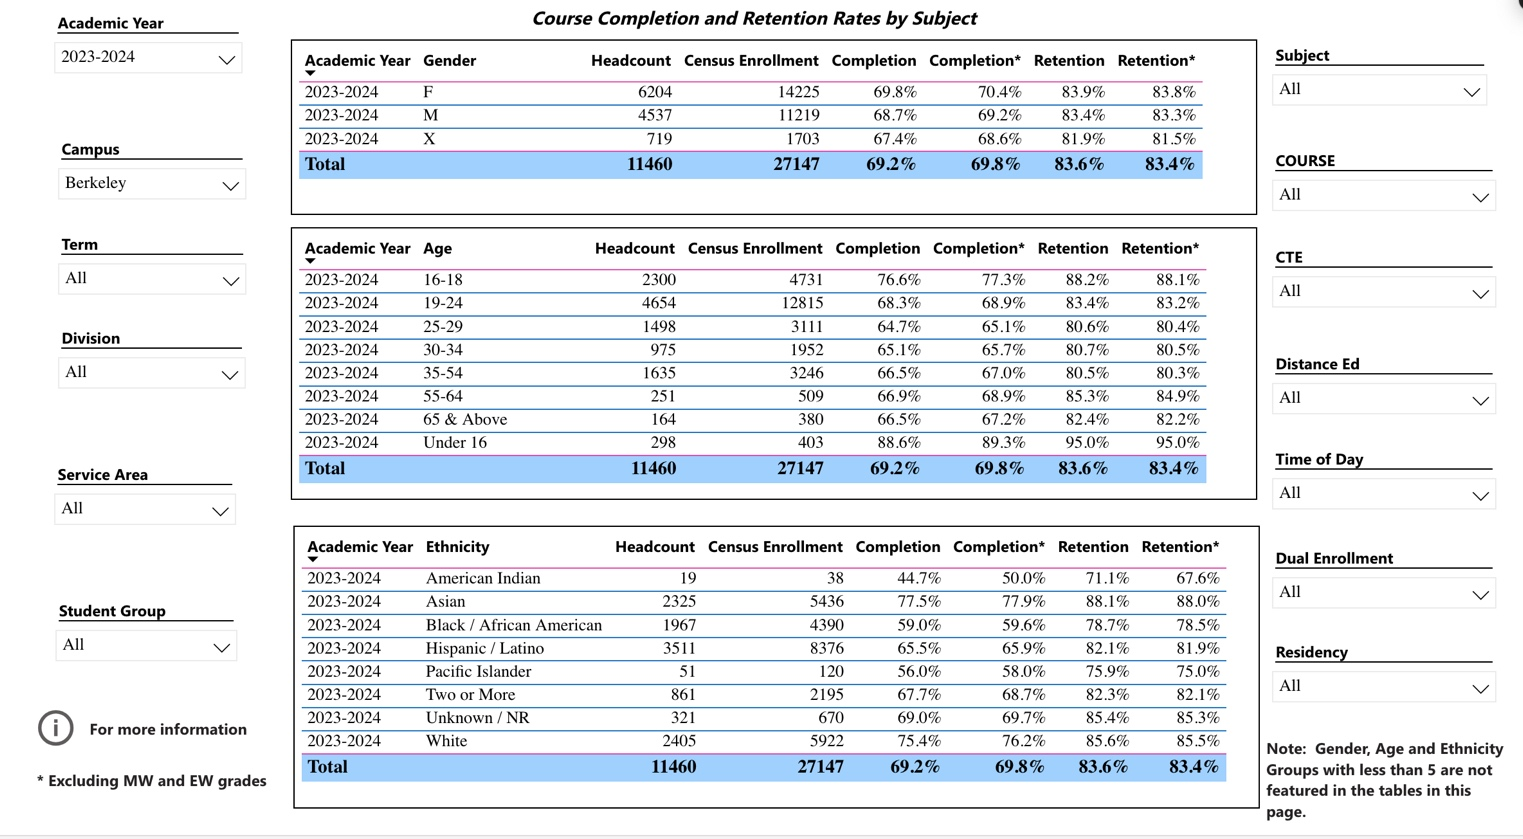 Course Completion and Retention Rates by Subject
Academic Year
2023-2024
Campus
Berkeley
Term
All
Division
All
Service Area
All
Student Group
All
For more information
* Excluding MW and EW grades
Academic Year Gender Headcount Census Enrollment Completion Completion* Retention Retention*
2023-2024 F 6204 14225 69.8% 70.4% 83.9% 83.8%
2023-2024 M 4537 11219 68.7% 69.2% 83.4% 83.3%
2023-2024 X 719 1703 67.4% 68.6% 81.9% 81.5%
Total 11460 27147 69.2% 69.8% 83.6% 83.4%
Academic Year Age Headcount Census Enrollment Completion Completion* Retention Retention*
2023-2024 16-18 2300 4731 76.6% 77.3% 88.2% 88.1%
2023-2024 19-24 4654 12815 68.3% 68.9% 83.4% 83.2%
2023-2024 25-29 1498 3111 64.7% 65.1% 80.6% 80.4%
2023-2024 30-34 975 1952 65.1% 65.7% 80.7% 80.5%
2023-2024 35-54 1635 3246 66.5% 67.0% 80.5% 80.3%
2023-2024 55-64 251 509 66.9% 68.9% 85.3% 84.9%
2023-2024 65 & Above 164 380 66.5% 67.2% 82.4% 82.2%
2023-2024 Under 16 298 403 88.6% 89.3% 95.0% 95.0%
Total 11460 27147 69.2% 69.8% 83.6% 83.4%
Academic Year Ethnicity Headcount Census Enrollment Completion Completion* Retention Retention*
2023-2024 American Indian 19 38 44.7% 50.0% 71.1% 67.6%
2023-2024 Asian 2325 5436 77.5% 77.9% 88.1% 88.0%
2023-2024 Black / African American 1967 4390 59.0% 59.6% 78.7% 78.5%
2023-2024 Hispanic / Latino 3511 8376 65.5% 65.9% 82.1% 81.9%
2023-2024 Pacific Islander 51 120 56.0% 58.0% 75.9% 75.0%
2023-2024 Two or More 861 2195 67.7% 68.7% 82.3% 82.1%
2023-2024 Unknown / NR 321 670 69.0% 69.7% 85.4% 85.3%
2023-2024 White 2405 5922 75.4% 76.2% 85.6% 85.5%
Total 11460 27147 69.2% 69.8% 83.6% 83.4%
Subject
All
COURSE
All
CTE
All
Distance Ed
All
Time of Day
All
Dual Enrollment
All
Residency
All
Note: Gender, Age and Ethnicity
Groups with less than 5 are not
featured in the tables in this
page.